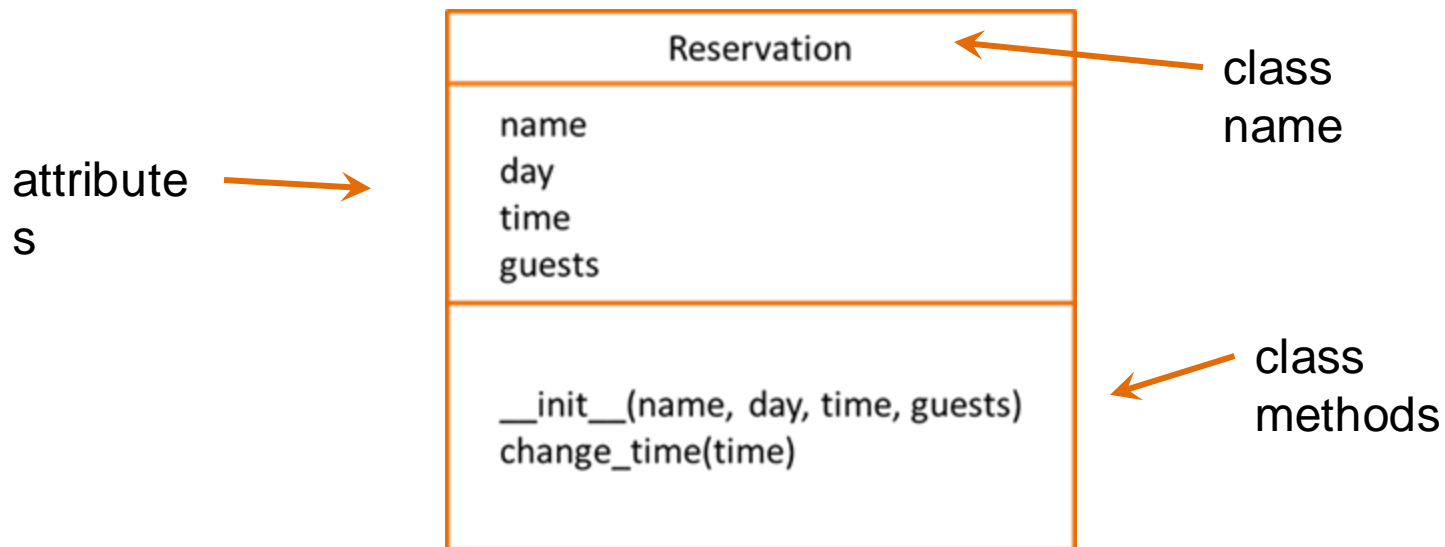 Reservation
class
name
name
day
time
guests
attribute
s
__init__(name, day, time, guests)
change_time(time)
class
methods